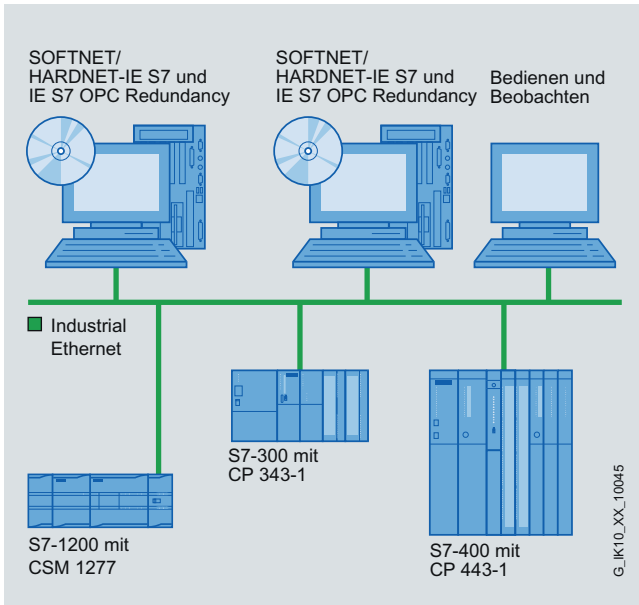 SOFTNET/
HARDNET-IE S7 und
IE S7 OPC Redundancy
SOFTNET/
HARDNET-IE S7 und
IE S7 OPC Redundancy
Bedienen und
Beobachten
Industrial
Ethernet
S7-300 mit
CP 343-1
S7-1200 mit
CSM 1277
S7-400 mit
CP 443-1
G_IK10_XX_10045